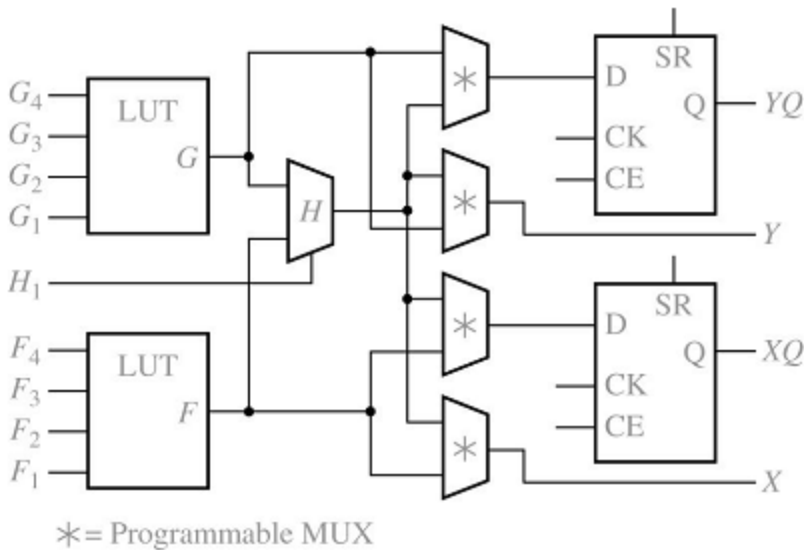 G4
G3
G2
G1
LUT
G
H1
H
F4
F3
F2
F1
LUT
F
*
*
*
*
SR
D
Q
CK
CE
YQ
Y
SR
D
Q
CK
CE
XQ
X
*= Programmable MUX